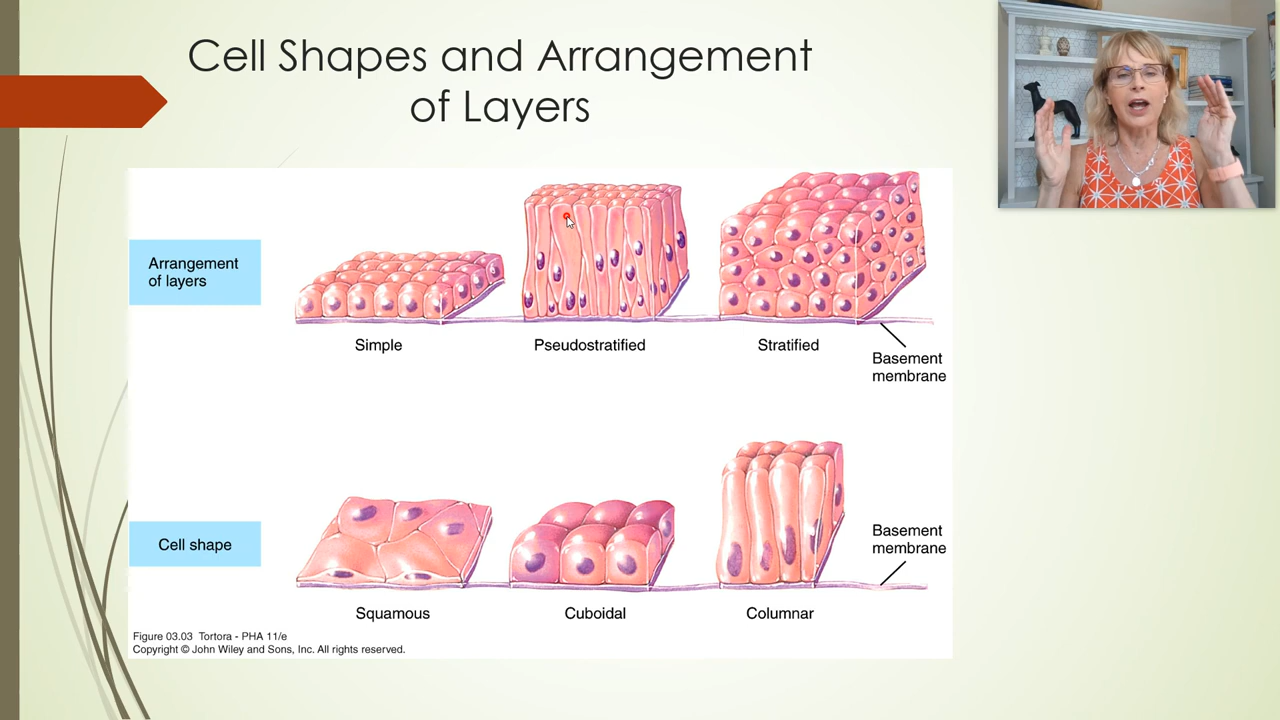 Cell Shapes and Arrangement
of Layers
Arrangement
of layers
Simple
Pseudostratified
Stratified
Basement
membrane
Cell shape
Basement
membrane
Squamous
Cuboidal
Columnar
Figure 03.03 Tortora - PHA 11/e
Copyright © John Wiley and Sons, Inc. All rights reserved.